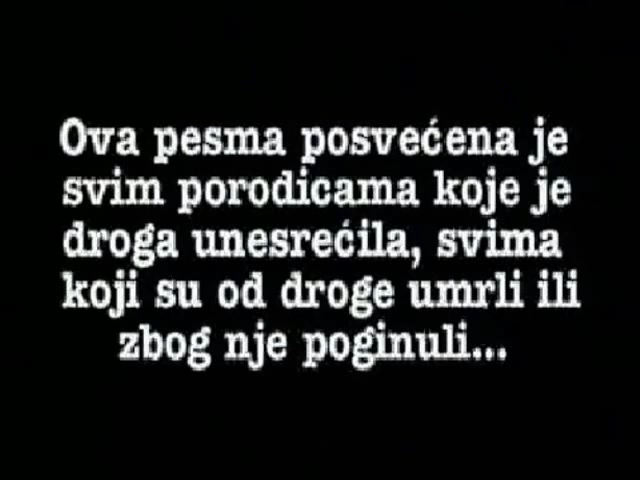 Ova pesma posvećena je
svim porodicama koje je
droga unesrećila, svima
koji su od droge umrli ili
zbog nje poginuli...